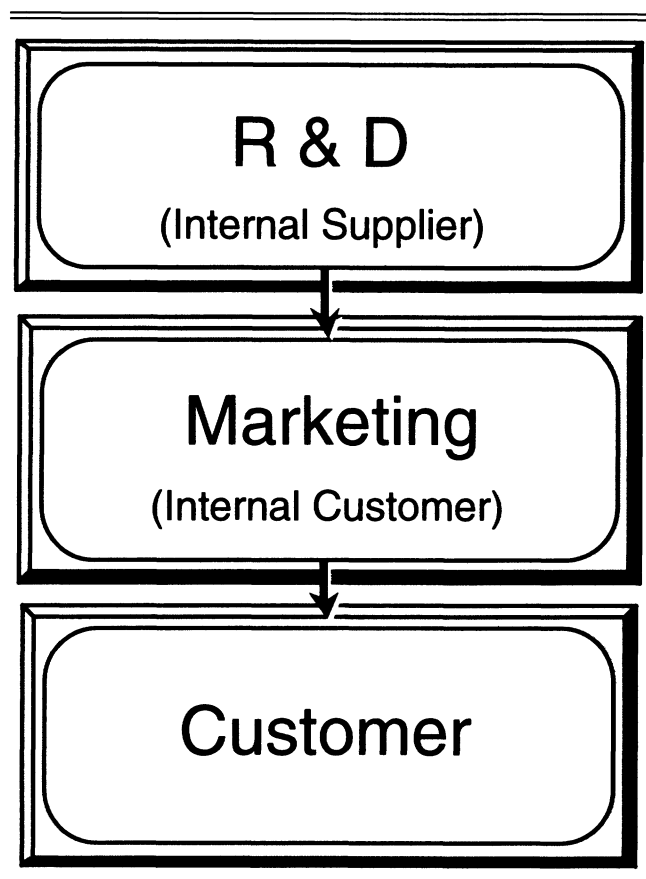 R & D
(Internal Supplier)
Marketing
(Internal Customer)
Customer